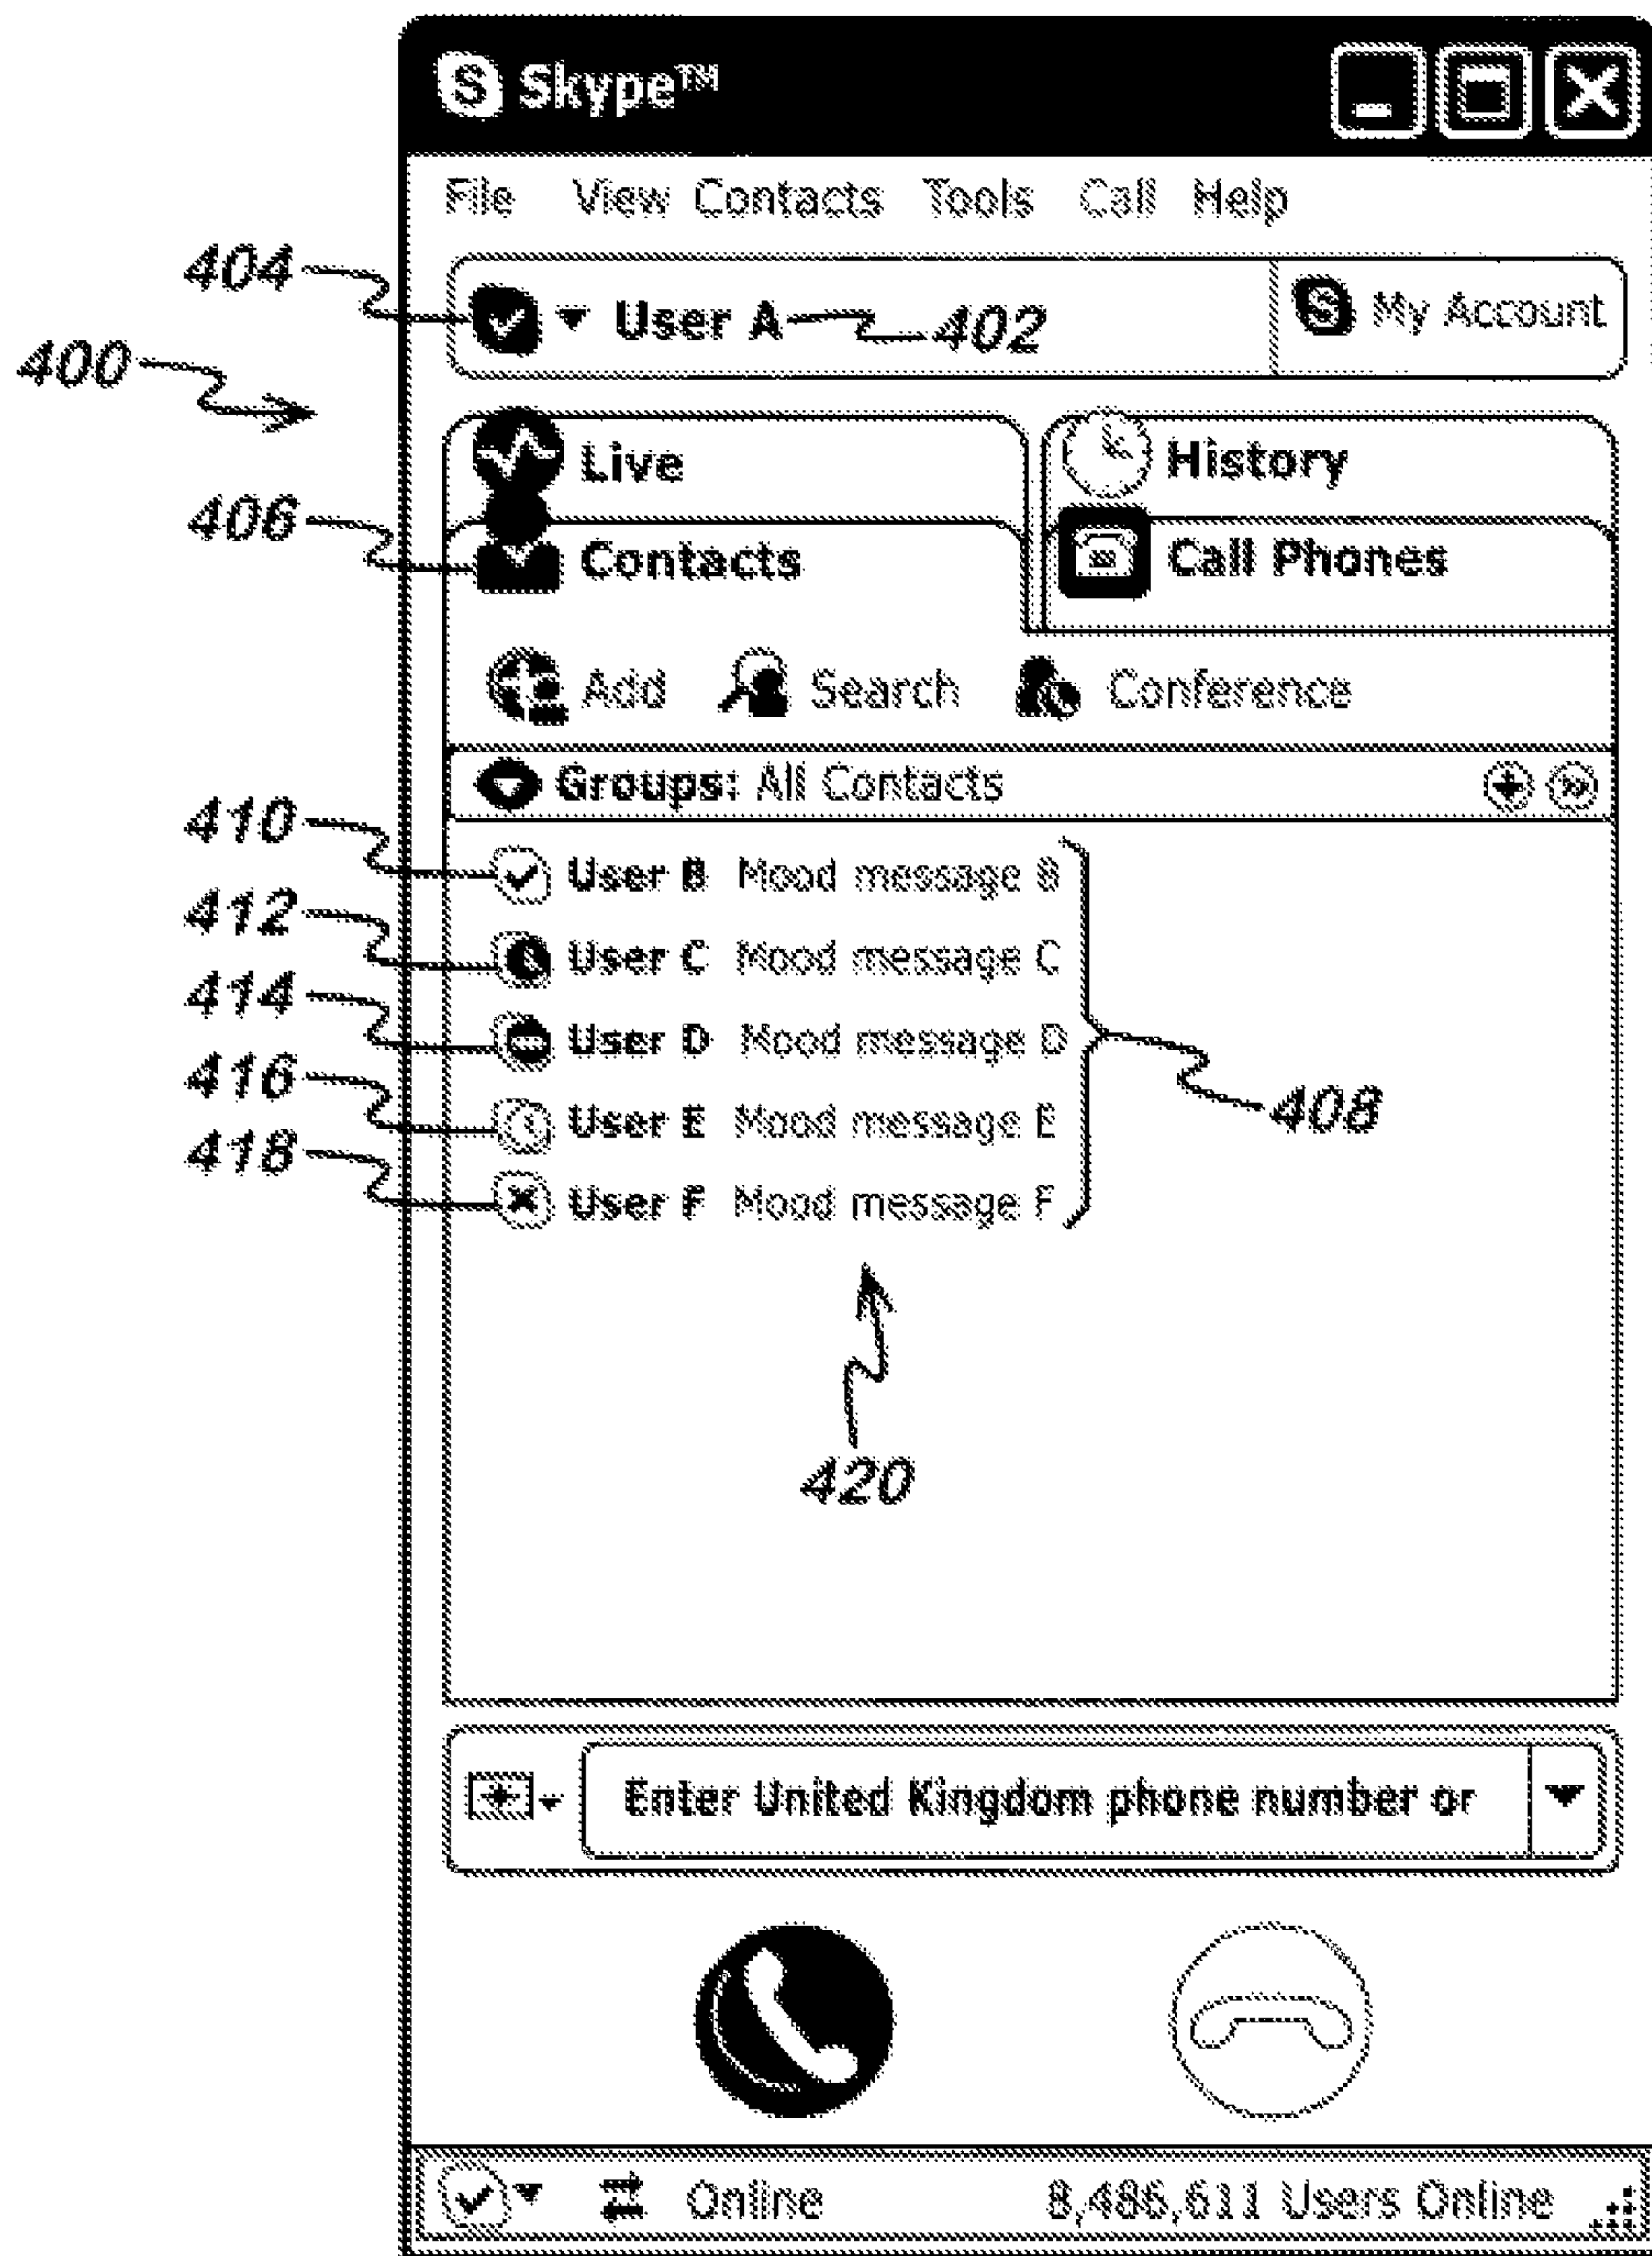 Skype™
File View Contacts Tools Call Help
404
User A 402 My Account
400
Live History
406
Contacts Call Phones
Add Search Conference
Groups: All Contacts
410
User B Mood message B
412
User C Mood message C
414
User D Mood message D
416
User E Mood message E
408
418
User F Mood message F
420
Enter United Kingdom phone number or
Online 8,486,611 Users Online